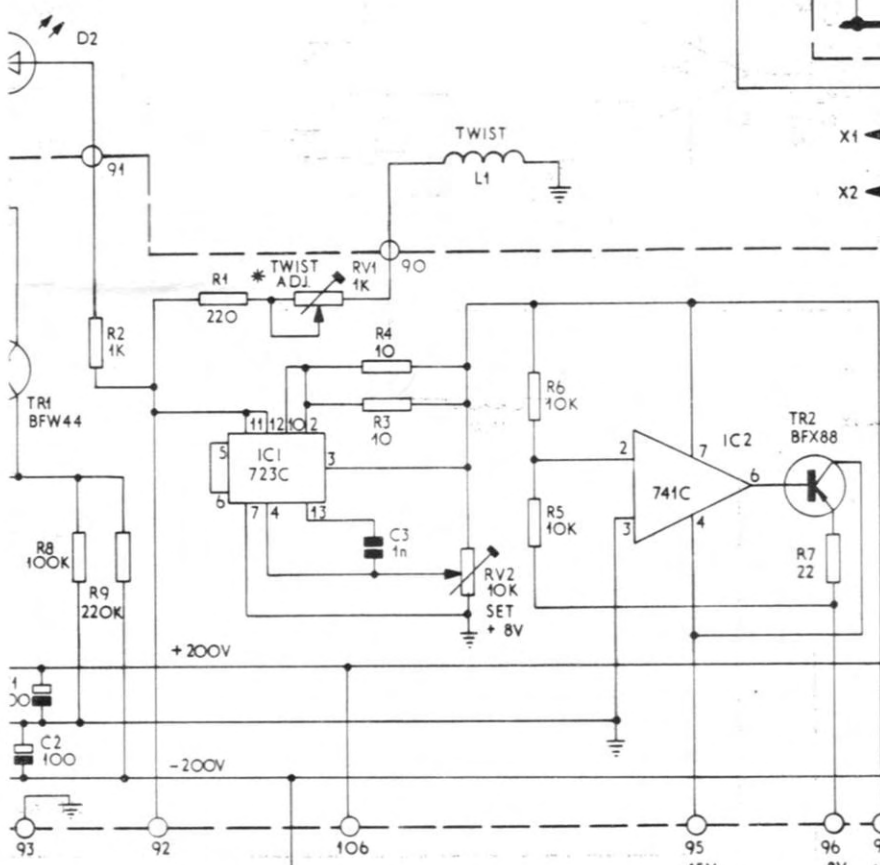 D2
TWIST
L1
X1
X2
91
90
R1
220
* TWIST
ADJ.
RV1
1K
R2
1K
R4
10
R3
10
R6
10K
TR1
BFW44
11 12 10 2
5
IC1
723C
3
6
7 4 13
C3
1n
RV2
10K
SET
+ 8V
2
7
IC2
741C
6
3
4
TR2
BFX88
R5
10K
R7
22
R8
100K
R9
220K
+200V
C2
100
-200V
93
92
106
95
96